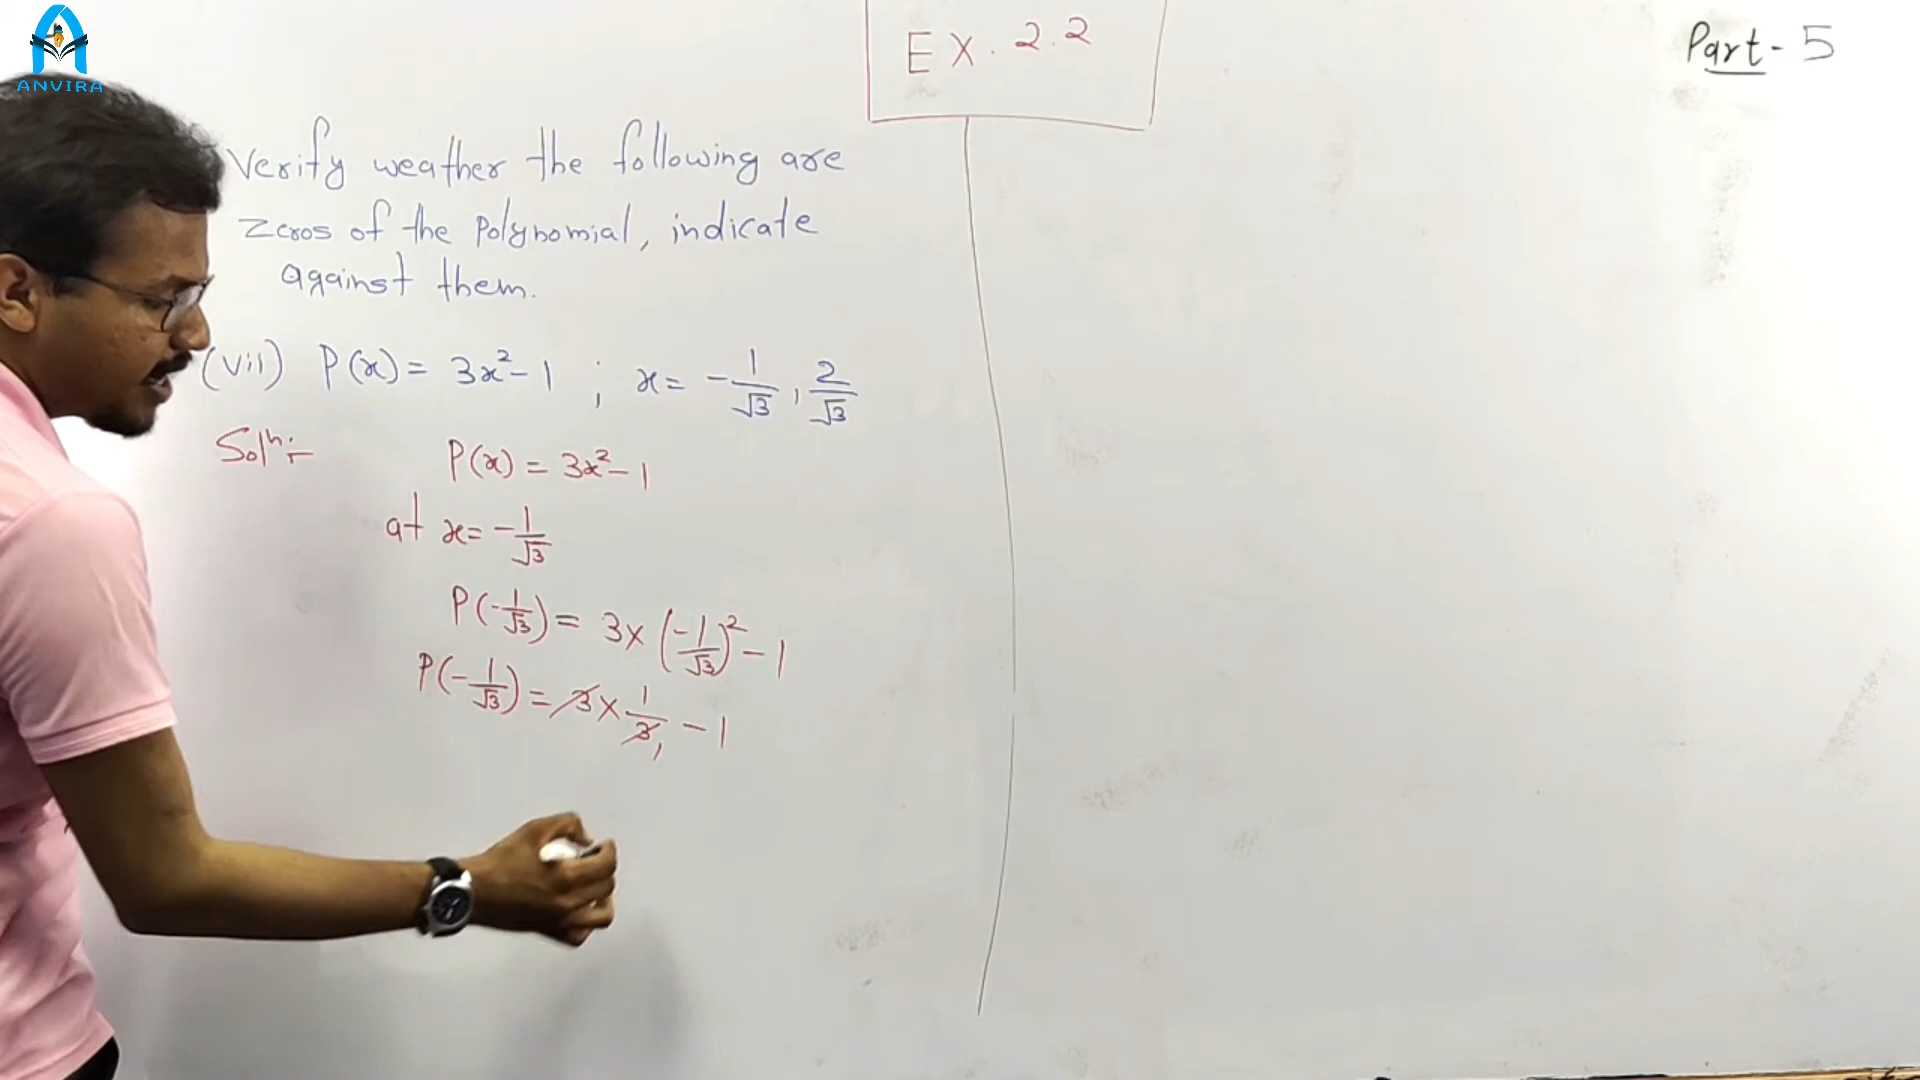 ANVIRA
EX. 2.2
Part - 5
Verify weather the following are
zeros of the Polynomial, indicate
against them.
(vii) P(x) = 3x² - 1 ; x = -1/√3, 2/√3
Solⁿ:-
P(x) = 3x² - 1
at x = -1/√3
P(-1/√3) = 3 × (-1/√3)² - 1
P(-1/√3) = 3 × 1/3 1 - 1